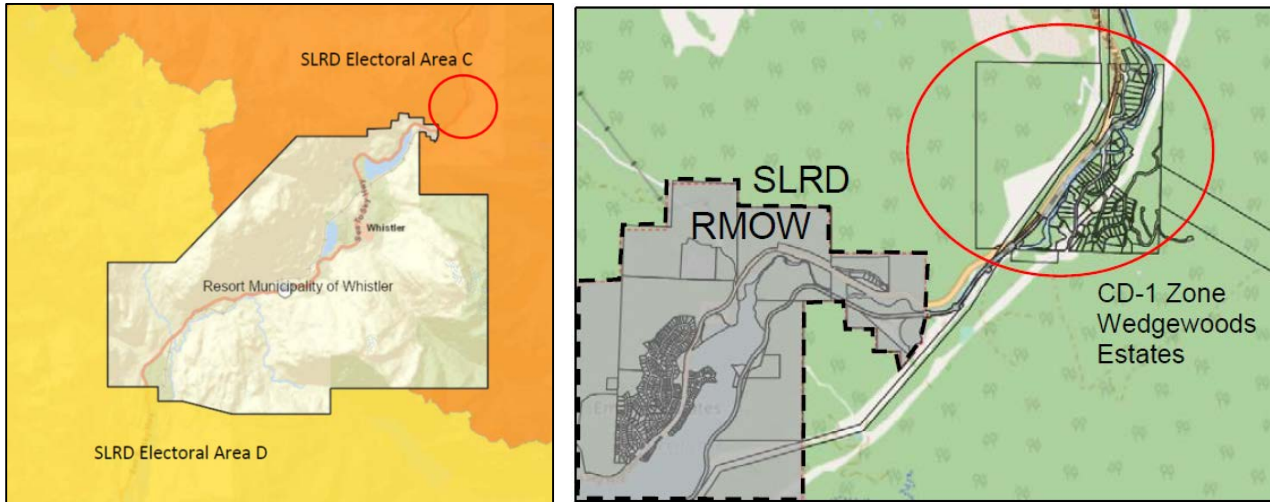 SLRD Electoral Area C
Whistler
Resort Municipality of Whistler
SLRD Electoral Area D
SLRD
RMOW
CD-1 Zone
Wedgewoods
Estates